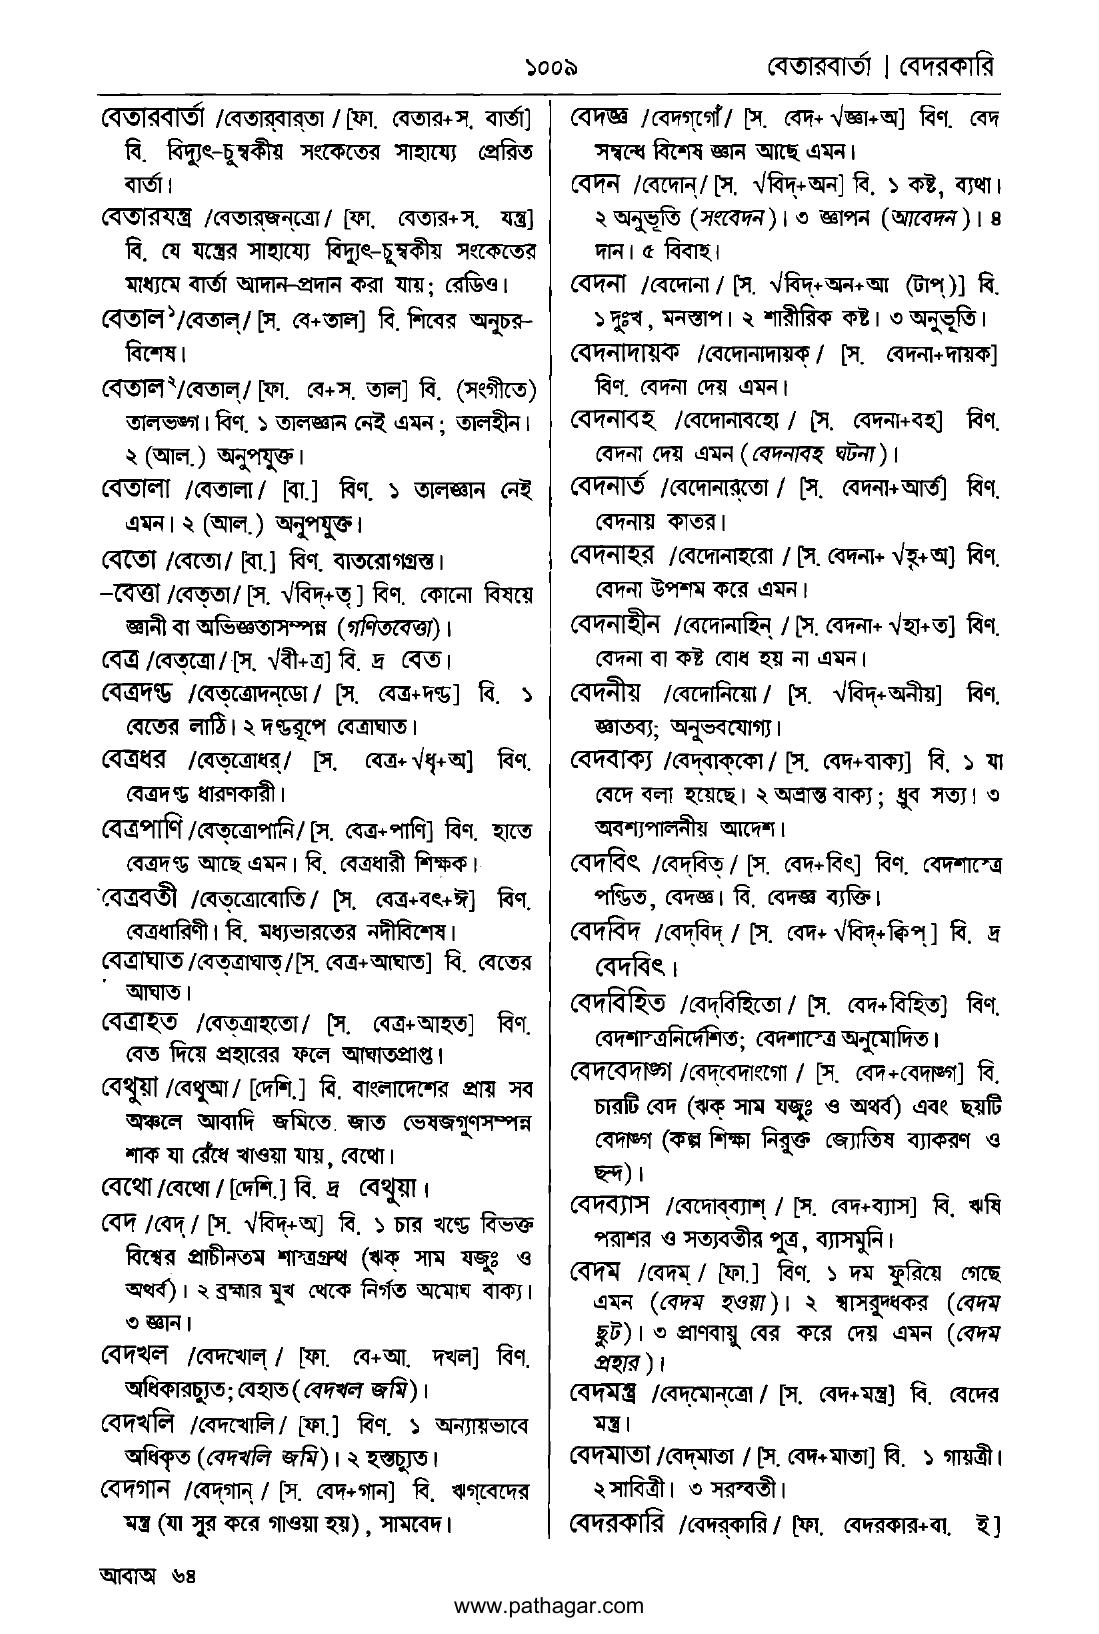 ১০০৯
বেতারবার্তা | বেদরকারি
বেতারবার্তা /বেতার্‌বার্‌তা / [ফা. বেতার+স. বার্তা]
বি. বিদ্যুৎ-চুম্বকীয় সংকেতের সাহায্যে প্রেরিত
বার্তা।
বেতারযন্ত্র /বেতার্‌জন্‌ত্রো / [ফা. বেতার+স. যন্ত্র]
বি. যে যন্ত্রের সাহায্যে বিদ্যুৎ-চুম্বকীয় সংকেতের
মাধ্যমে বার্তা আদান-প্রদান করা যায়; রেডিও।
বেতাল¹ /বেতাল্‌/ [স. বে+তাল] বি. শিবের অনুচর-
বিশেষ।
বেতাল² /বেতাল্‌/ [ফা. বে+স. তাল] বি. (সংগীতে)
তালভঙ্গ। বিণ. ১ তালজ্ঞান নেই এমন; তালহীন।
২ (আল.) অনুপযুক্ত।
বেতালা /বেতালা / [বা.] বিণ. ১ তালজ্ঞান নেই
এমন। ২ (আল.) অনুপযুক্ত।
বেতো /বেতো / [বা.] বিণ. বাতরোগগ্রস্ত।
–বেত্তা /বেত্‌তা / [স. √বিদ্‌+তৃ] বিণ. কোনো বিষয়ে
জ্ঞানী বা অভিজ্ঞতাসম্পন্ন (গণিতবেত্তা)।
বেত্র /বেত্‌ত্রো / [স. √বী+ত্র] বি. দ্র বেত।
বেত্রদণ্ড /বেত্‌ত্রোদন্‌ডো / [স. বেত্র+দণ্ড] বি. ১
বেতের লাঠি। ২ দণ্ডরূপে বেত্রাঘাত।
বেত্রধর /বেত্‌ত্রোধর্‌/ [স. বেত্র+√ধৃ+অ] বিণ.
বেত্রদণ্ড ধারণকারী।
বেত্রপাণি /বেত্‌ত্রোপানি / [স. বেত্র+পাণি] বিণ. হাতে
বেত্রদণ্ড আছে এমন। বি. বেত্রধারী শিক্ষক।
বেত্রবতী /বেত্‌ত্রোবোতি / [স. বেত্র+বৎ+ঈ] বিণ.
বেত্রধারিণী। বি. মধ্যভারতের নদীবিশেষ।
বেত্রাঘাত /বেত্‌ত্রাঘাত্‌/ [স. বেত্র+আঘাত] বি. বেতের
আঘাত।
বেত্রাহত /বেত্‌ত্রাহতো / [স. বেত্র+আহত] বিণ.
বেত দিয়ে প্রহারের ফলে আঘাতপ্রাপ্ত।
বেথুয়া /বেথুআ / [দেশি.] বি. বাংলাদেশের প্রায় সব
অঞ্চলে আবাদি জমিতে জাত ভেষজগুণসম্পন্ন
শাক যা রেঁধে খাওয়া যায়, বেথো।
বেথো /বেথো / [দেশি.] বি. দ্র বেথুয়া।
বেদ /বেদ্‌ / [স. √বিদ্‌+অ] বি. ১ চার খণ্ডে বিভক্ত
বিশ্বের প্রাচীনতম শাস্ত্রগ্রন্থ (ঋক্‌ সাম যজুঃ ও
অথর্ব)। ২ ব্রহ্মার মুখ থেকে নির্গত অমোঘ বাক্য।
৩ জ্ঞান।
বেদখল /বেদখোল্‌ / [ফা. বে+আ. দখল] বিণ.
অধিকারচ্যুত; বেহাত (বেদখল জমি)।
বেদখলি /বেদখোলি / [ফা.] বিণ. ১ অন্যায়ভাবে
অধিকৃত (বেদখলি জমি)। ২ হস্তচ্যুত।
বেদগান /বেদ্‌গান্‌ / [স. বেদ+গান] বি. ঋগ্‌বেদের
মন্ত্র (যা সুর করে গাওয়া হয়), সামবেদ।
বেদজ্ঞ /বেদগ্‌গোঁ / [স. বেদ+√জ্ঞা+অ] বিণ. বেদ
সম্বন্ধে বিশেষ জ্ঞান আছে এমন।
বেদন /বেদোন্‌ / [স. √বিদ্‌+অন] বি. ১ কষ্ট, ব্যথা।
২ অনুভূতি (সংবেদন)। ৩ জ্ঞাপন (আবেদন)। ৪
দান। ৫ বিবাহ।
বেদনা /বেদোনা / [স. √বিদ্‌+অন+আ (টাপ্‌)] বি.
১ দুঃখ, মনস্তাপ। ২ শারীরিক কষ্ট। ৩ অনুভূতি।
বেদনাদায়ক /বেদোনাদায়ক্‌ / [স. বেদনা+দায়ক]
বিণ. বেদনা দেয় এমন।
বেদনাবহ /বেদোনাবহো / [স. বেদনা+বহ] বিণ.
বেদনা দেয় এমন (বেদনাবহ ঘটনা)।
বেদনার্ত /বেদোনার্‌তো / [স. বেদনা+আর্ত] বিণ.
বেদনায় কাতর।
বেদনাহর /বেদোনাহরো / [স. বেদনা+√হৃ+অ] বিণ.
বেদনা উপশম করে এমন।
বেদনাহীন /বেদোনাহিন্‌ / [স. বেদনা+√হা+ত] বিণ.
বেদনা বা কষ্ট বোধ হয় না এমন।
বেদনীয় /বেদোনিয়ো / [স. √বিদ্‌+অনীয়] বিণ.
জ্ঞাতব্য; অনুভবযোগ্য।
বেদবাক্য /বেদ্‌বাক্‌কো / [স. বেদ+বাক্য] বি. ১ যা
বেদে বলা হয়েছে। ২ অভ্রান্ত বাক্য; ধ্রুব সত্য। ৩
অবশ্যপালনীয় আদেশ।
বেদবিৎ /বেদ্‌বিত্‌ / [স. বেদ+বিৎ] বিণ. বেদশাস্ত্রে
পণ্ডিত, বেদজ্ঞ। বি. বেদজ্ঞ ব্যক্তি।
বেদবিদ /বেদ্‌বিদ্‌ / [স. বেদ+√বিদ্‌+ক্বিপ্‌] বি. দ্র
বেদবিৎ।
বেদবিহিত /বেদ্‌বিহিতো / [স. বেদ+বিহিত] বিণ.
বেদশাস্ত্রনির্দেশিত; বেদশাস্ত্রে অনুমোদিত।
বেদবেদাঙ্গ /বেদ্‌বেদাংগো / [স. বেদ+বেদাঙ্গ] বি.
চারটি বেদ (ঋক্‌ সাম যজুঃ ও অথর্ব) এবং ছয়টি
বেদাঙ্গ (কল্প শিক্ষা নিরুক্ত জ্যোতিষ ব্যাকরণ ও
ছন্দ)।
বেদব্যাস /বেদোব্‌ব্যাশ্‌ / [স. বেদ+ব্যাস] বি. ঋষি
পরাশর ও সত্যবতীর পুত্র, ব্যাসমুনি।
বেদম /বেদম্‌ / [ফা.] বিণ. ১ দম ফুরিয়ে গেছে
এমন (বেদম হওয়া)। ২ শ্বাসরুদ্ধকর (বেদম
ছুট)। ৩ প্রাণবায়ু বের করে দেয় এমন (বেদম
প্রহার)।
বেদমন্ত্র /বেদ্‌মোন্‌ত্রো / [স. বেদ+মন্ত্র] বি. বেদের
মন্ত্র।
বেদমাতা /বেদ্‌মাতা / [স. বেদ+মাতা] বি. ১ গায়ত্রী।
২ সাবিত্রী। ৩ সরস্বতী।
বেদরকারি /বেদর্‌কারি / [ফা. বেদরকার+বা. ই]
আবাঅ ৬৪
www.pathagar.com